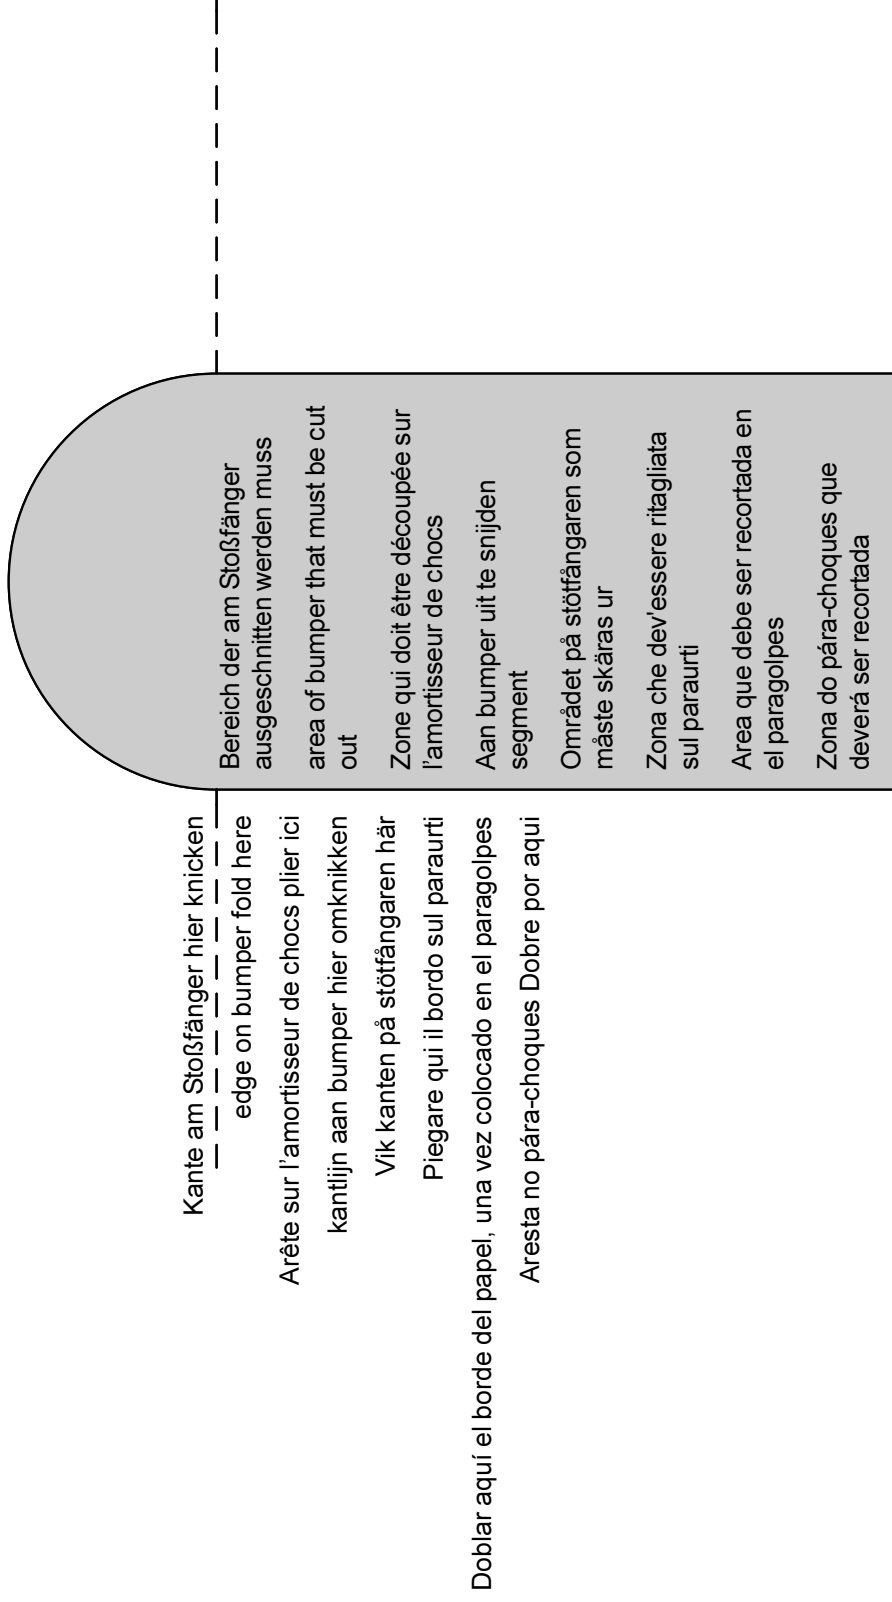 Kante am Stoßfänger hier knicken
edge on bumper fold here
Arête sur l'amortisseur de chocs plier ici
kantlijn aan bumper hier omknikken
Vik kanten på stötfångaren här
Piegare qui il bordo sul paraurti
Doblar aquí el borde del papel, una vez colocado en el paragolpes
Aresta no pára-choques Dobre por aqui
Bereich der am Stoßfänger
ausgeschnitten werden muss
area of bumper that must be cut
out
Zone qui doit être découpée sur
l'amortisseur de chocs
Aan bumper uit te snijden
segment
Området på stötfångaren som
måste skäras ur
Zona che dev'essere ritagliata
sul paraurti
Area que debe ser recortada en
el paragolpes
Zona do pára-choques que
deverá ser recortada